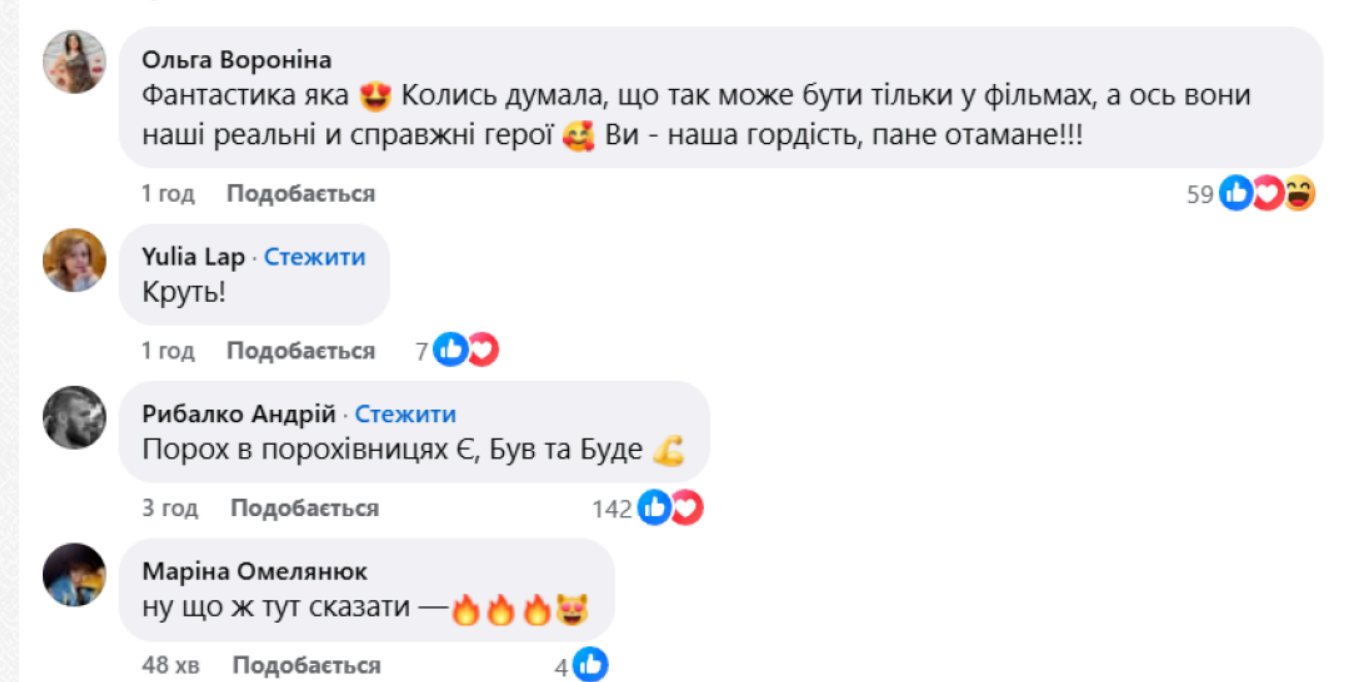 Ольга Вороніна
Фантастика яка 😍 Колись думала, що так може бути тільки у фільмах, а ось вони
наші реальні и справжні герої 🥰 Ви - наша гордість, пане отамане!!!
1 год Подобається 59
Yulia Lap · Стежити
Круть!
1 год Подобається 7
Рибалко Андрій · Стежити
Порох в порохівницях Є, Був та Буде 💪
3 год Подобається 142
Маріна Омелянюк
ну що ж тут сказати —🔥🔥🔥😻
48 хв Подобається 4